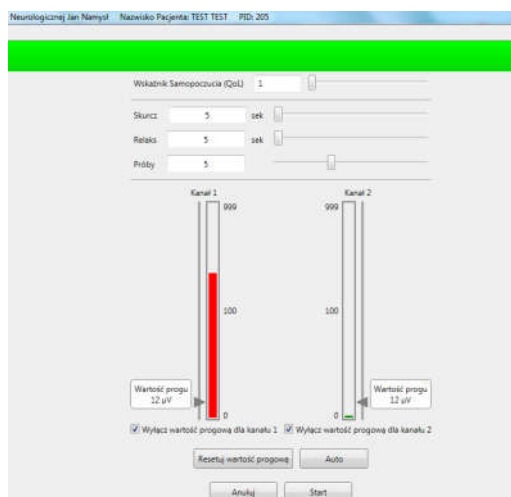 Neurologicznej Jan Namysł Nazwisko Pacjenta: TEST TEST PID: 205
Wskaźnik Samopoczucia (QoL) 1
Skurcz 5 sek
Relaks 5 sek
Próby 5
Kanał 1 Kanał 2
999 999
100 100
Wartość progu Wartość progu
12 µV 12 µV
0 0
Wyłącz wartość progową dla kanału 1 Wyłącz wartość progową dla kanału 2
Resetuj wartość progową Auto
Anuluj Start